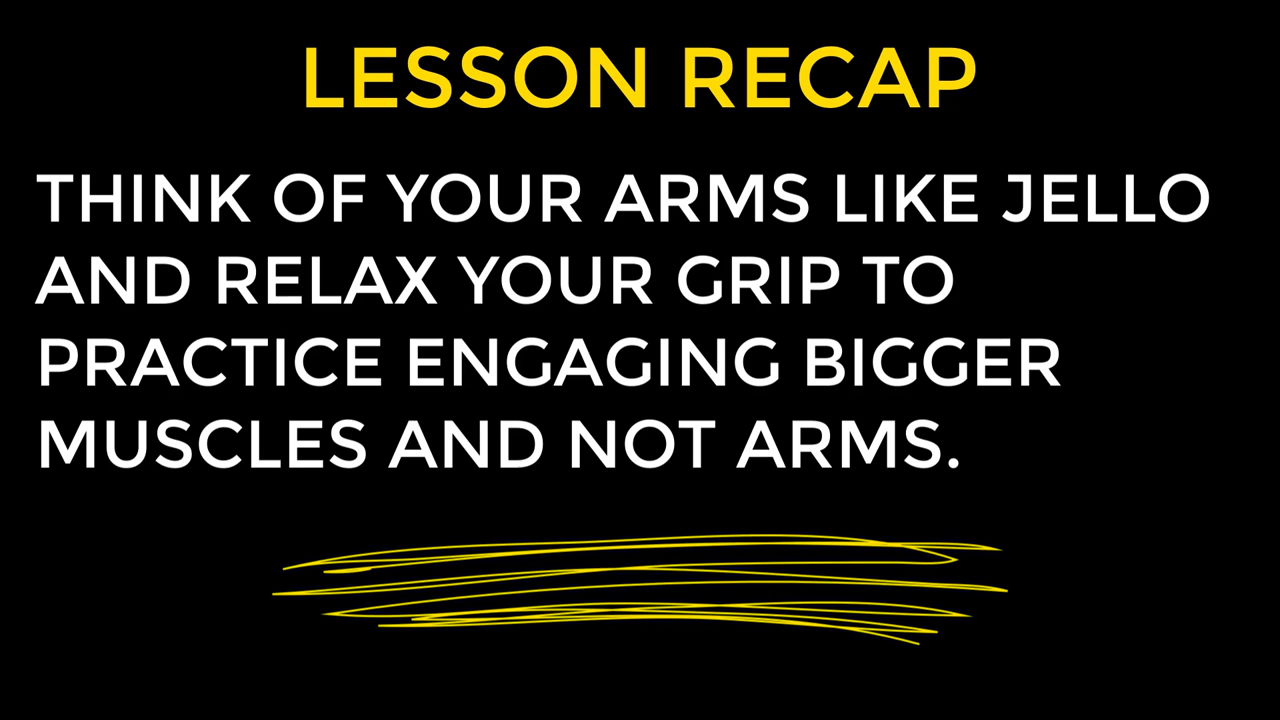 LESSON RECAP
THINK OF YOUR ARMS LIKE JELLO
AND RELAX YOUR GRIP TO
PRACTICE ENGAGING BIGGER
MUSCLES AND NOT ARMS.